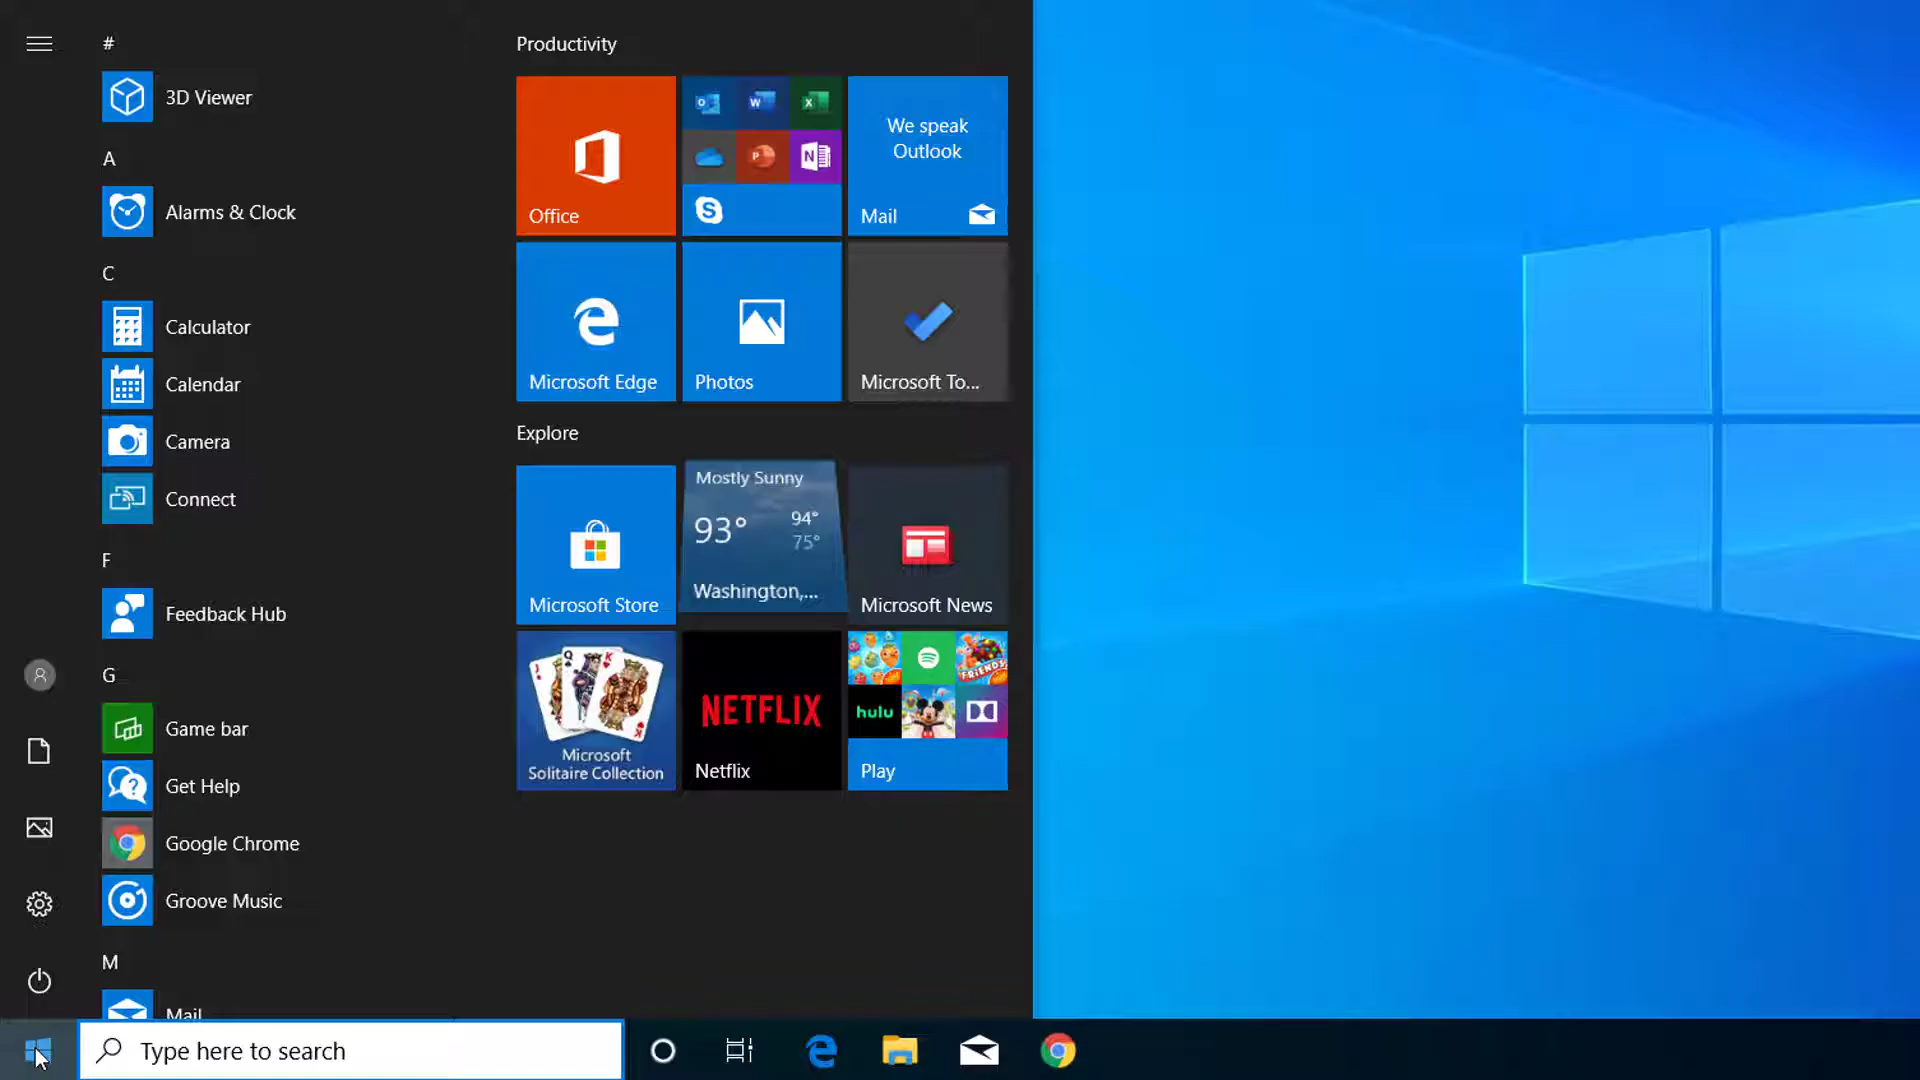 #
3D Viewer
A
Alarms & Clock
C
Calculator
Calendar
Camera
Connect
F
Feedback Hub
G
Game bar
Get Help
Google Chrome
Groove Music
M
Mail
Productivity
Office
We speak
Outlook
Mail
Microsoft Edge
Photos
Microsoft To...
Explore
Microsoft Store
Mostly Sunny
93° 94°
75°
Washington,...
Microsoft News
J Q K
Microsoft
Solitaire Collection
NETFLIX
Netflix
FRIENDS
hulu
Play
Type here to search